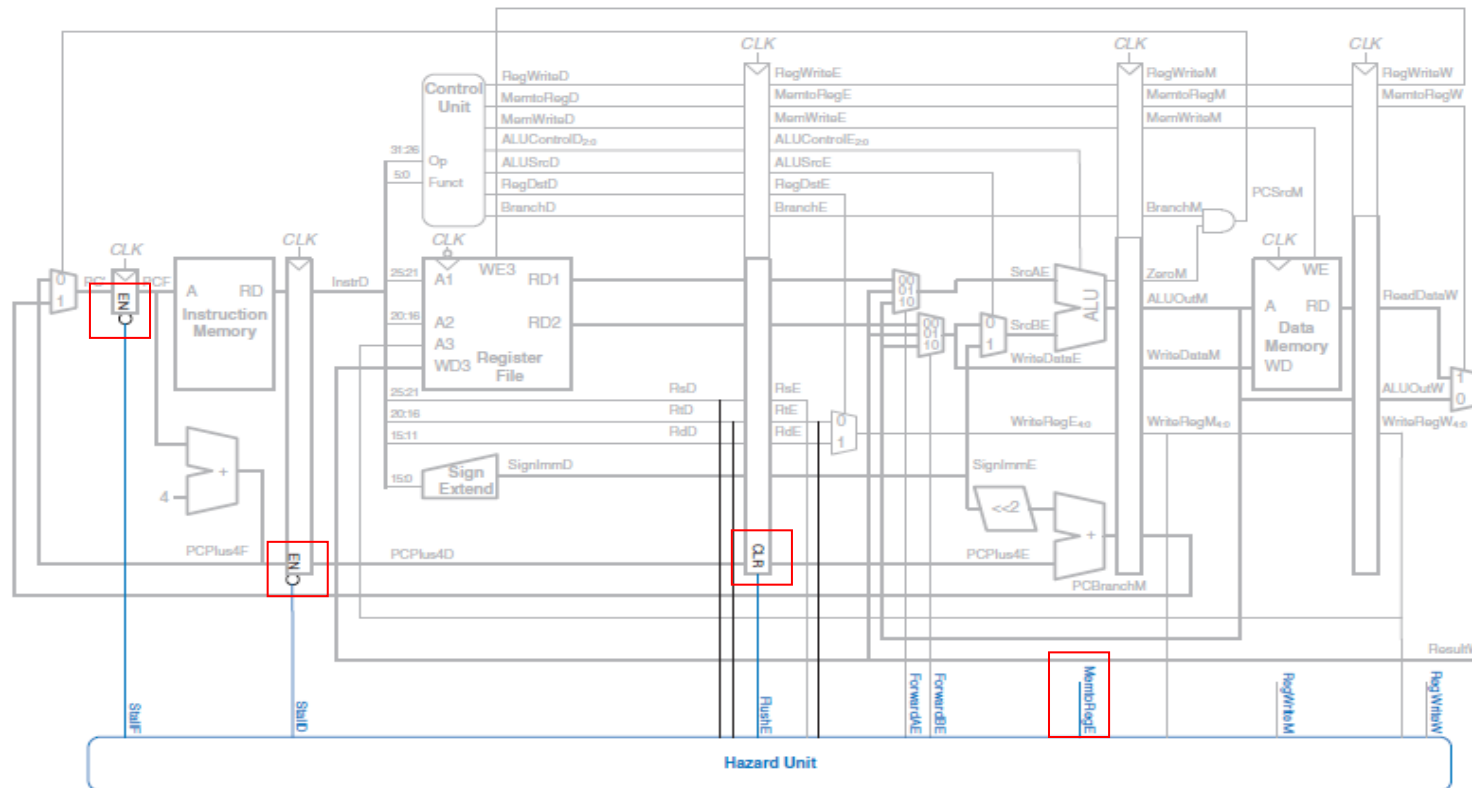 CLK
CLK
CLK
RegWriteD
RegWriteE
RegWriteM
RegWriteW
Control
Unit
MemtoRegD
MemtoRegE
MemtoRegM
MemtoRegW
MemWriteD
MemWriteE
MemWriteM
ALUControlD2:0
ALUControlE2:0
31:26
Op
ALUSrcD
ALUSrcE
5:0
Funct
RegDstD
RegDstE
PCSrcM
BranchD
BranchE
BranchM
CLK
CLK
CLK
CLK
0
1
PC'
EN
PCF
A
RD
Instruction
Memory
InstrD
25:21
A1
WE3
RD1
20:16
A2
RD2
A3
WD3
Register
File
00
01
10
00
01
10
SrcAE
0
1
SrcBE
ALU
WriteDataE
ZeroM
ALUOutM
WriteDataM
WE
A
RD
Data
Memory
WD
ReadDataW
1
0
ALUOutW
25:21
RsD
RsE
20:16
RtD
RtE
0
1
15:11
RdD
RdE
WriteRegE4:0
WriteRegM4:0
WriteRegW4:0
15:0
Sign
Extend
SignImmD
SignImmE
+
4
<<2
+
PCPlus4F
EN
PCPlus4D
CLR
PCPlus4E
PCBranchM
ResultW
StallF
StallD
FlushE
ForwardAE
ForwardBE
MemtoRegE
RegWriteM
RegWriteW
Hazard Unit